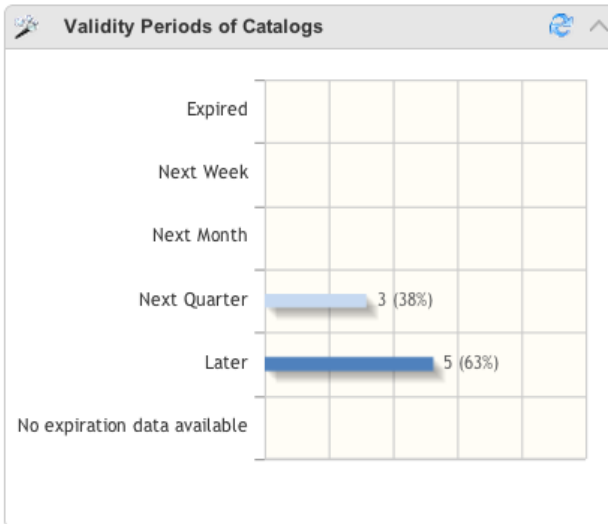 Validity Periods of Catalogs
Expired
Next Week
Next Month
Next Quarter 3 (38%)
Later 5 (63%)
No expiration data available